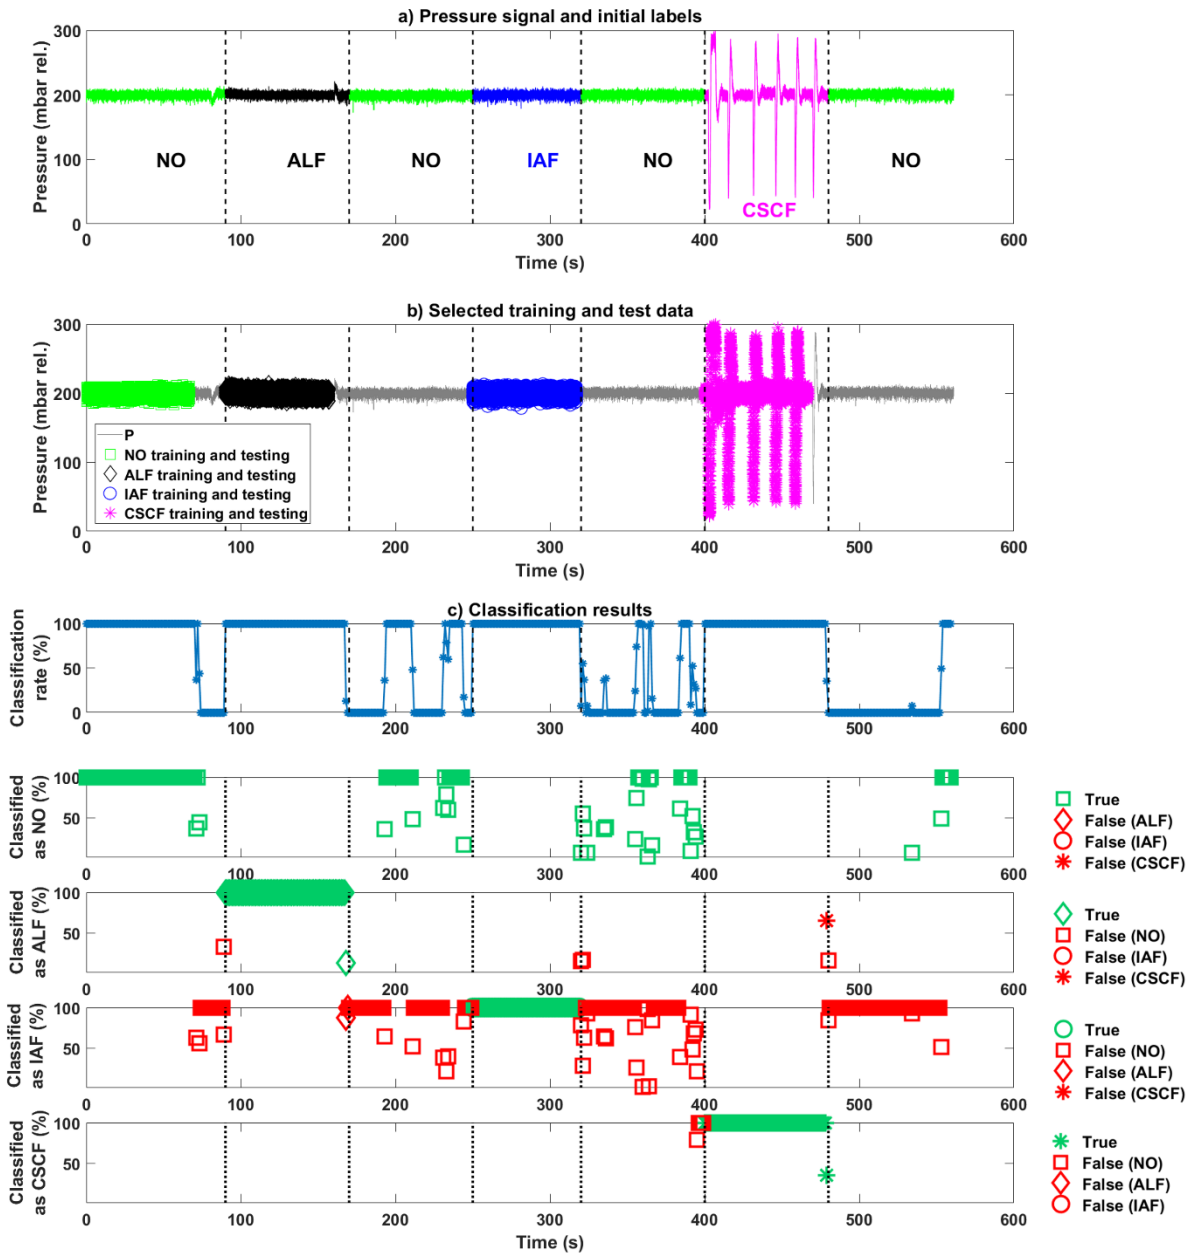 a) Pressure signal and initial labels
Pressure (mbar rel.)
300
200
100
0
NO
ALF
NO
IAF
NO
CSCF
NO
0 100 200 300 400 500 600
Time (s)
b) Selected training and test data
Pressure (mbar rel.)
300
200
100
0
P
NO training and testing
ALF training and testing
IAF training and testing
CSCF training and testing
0 100 200 300 400 500 600
Time (s)
c) Classification results
Classification
rate (%)
100
50
0
0 100 200 300 400 500 600
Classified
as NO (%)
100
50
0 100 200 300 400 500 600
True
False (ALF)
False (IAF)
False (CSCF)
Classified
as ALF (%)
100
50
0 100 200 300 400 500 600
True
False (NO)
False (IAF)
False (CSCF)
Classified
as IAF (%)
100
50
0 100 200 300 400 500 600
True
False (NO)
False (ALF)
False (CSCF)
Classified
as CSCF (%)
100
50
0 100 200 300 400 500 600
Time (s)
True
False (NO)
False (ALF)
False (IAF)